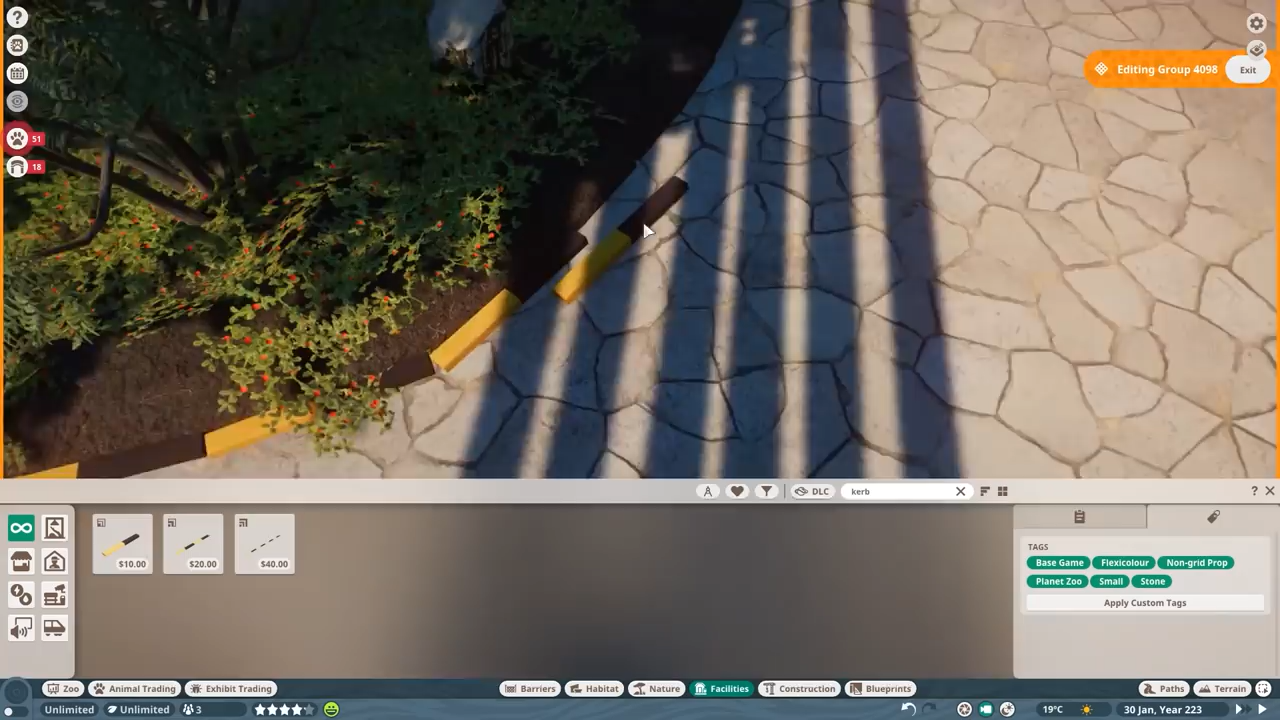 ?
Editing Group 4098 Exit
51
18
DLC kerb
? 
$10.00 $20.00 $40.00
TAGS
Base Game Flexicolour Non-grid Prop
Planet Zoo Small Stone
Apply Custom Tags
Zoo Animal Trading Exhibit Trading Barriers Habitat Nature Facilities Construction Blueprints Paths Terrain
Unlimited Unlimited 3 19°C 30 Jan, Year 223